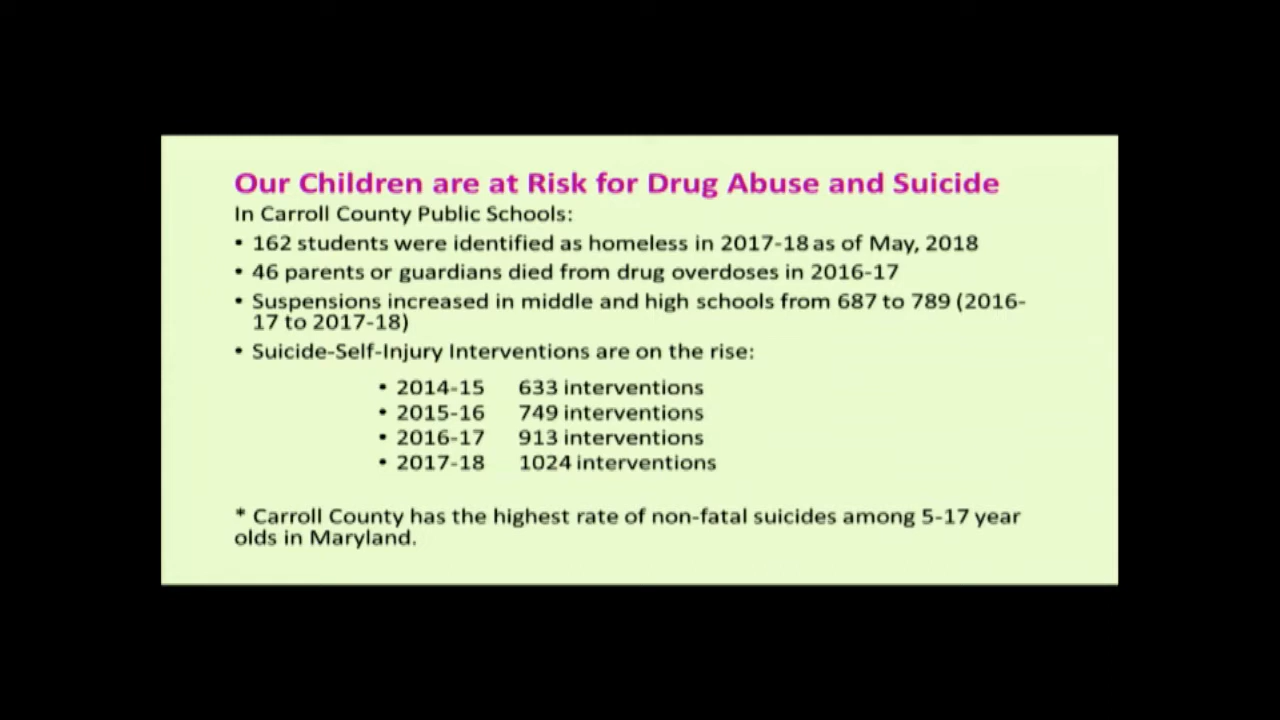 Our Children are at Risk for Drug Abuse and Suicide
In Carroll County Public Schools:
• 162 students were identified as homeless in 2017-18 as of May, 2018
• 46 parents or guardians died from drug overdoses in 2016-17
• Suspensions increased in middle and high schools from 687 to 789 (2016-
17 to 2017-18)
• Suicide-Self-Injury Interventions are on the rise:
• 2014-15 633 interventions
• 2015-16 749 interventions
• 2016-17 913 interventions
• 2017-18 1024 interventions
* Carroll County has the highest rate of non-fatal suicides among 5-17 year
olds in Maryland.